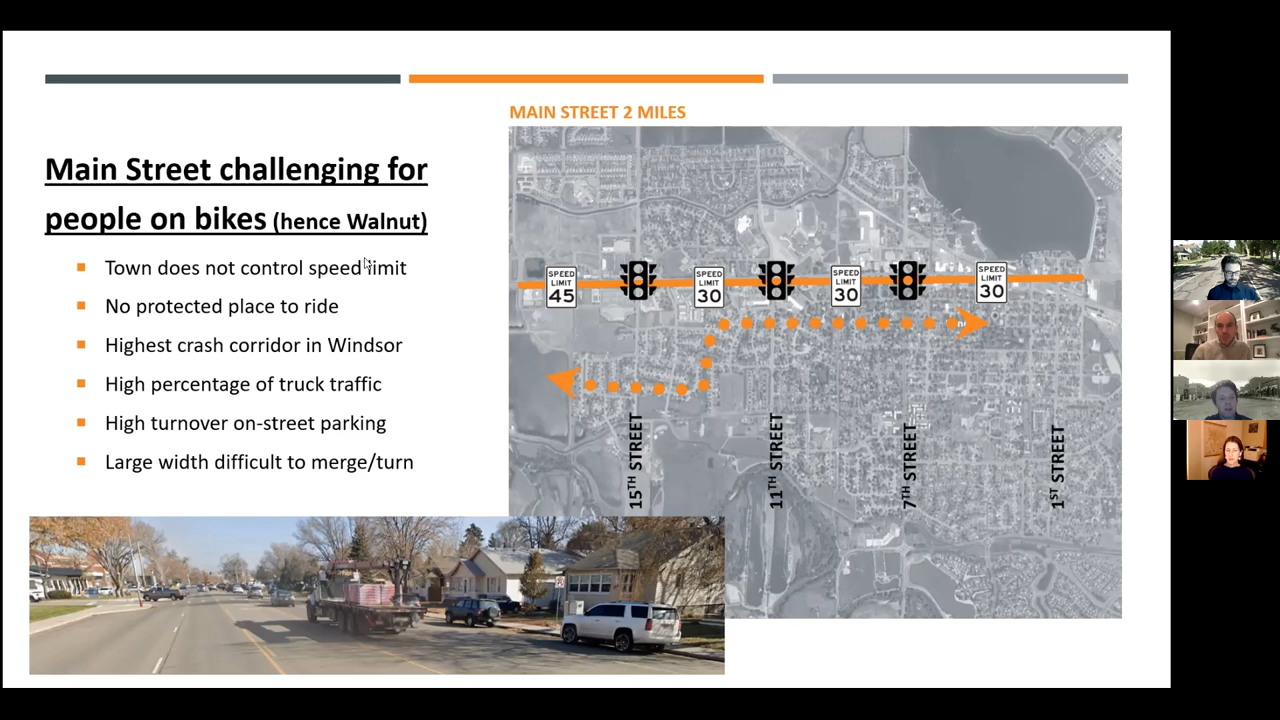 MAIN STREET 2 MILES
Main Street challenging for
people on bikes (hence Walnut)
Town does not control speed limit
No protected place to ride
Highest crash corridor in Windsor
High percentage of truck traffic
High turnover on-street parking
Large width difficult to merge/turn
SPEED
LIMIT
45
SPEED
LIMIT
30
SPEED
LIMIT
30
SPEED
LIMIT
30
15TH STREET
11TH STREET
7TH STREET
1ST STREET